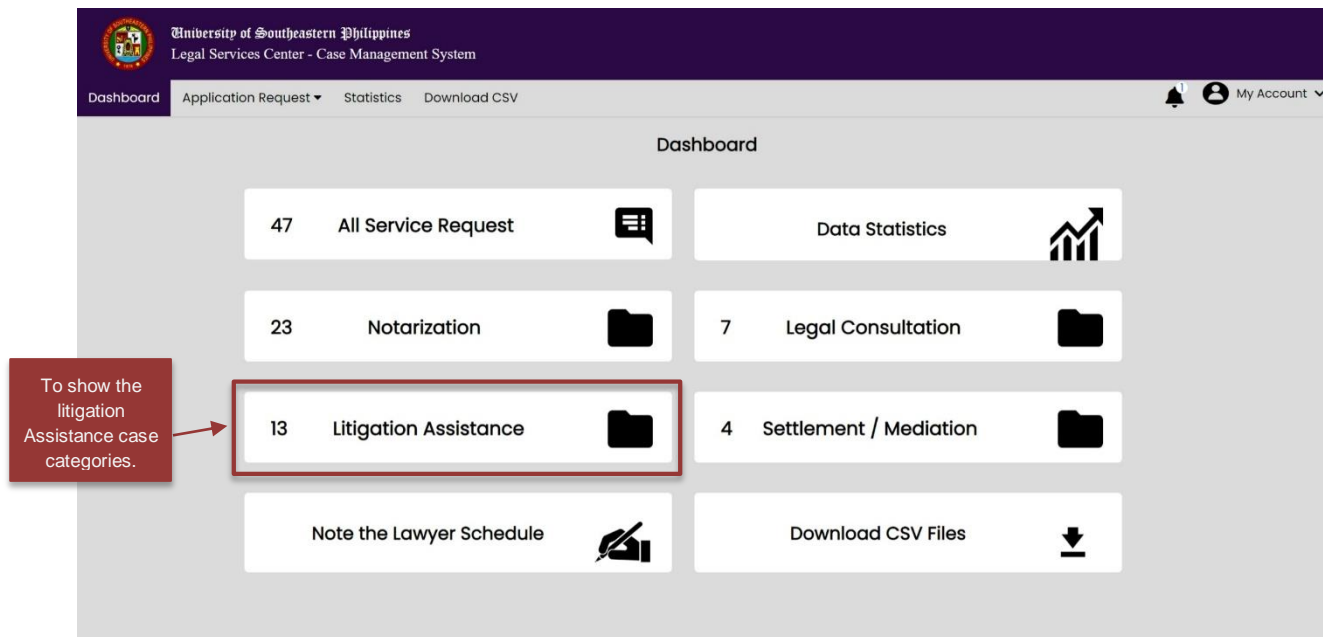 University of Southeastern Philippines
Legal Services Center - Case Management System
Dashboard Application Request Statistics Download CSV 1 My Account
Dashboard
47 All Service Request Data Statistics
23 Notarization 7 Legal Consultation
To show the
litigation
Assistance case
categories.
13 Litigation Assistance 4 Settlement / Mediation
Note the Lawyer Schedule Download CSV Files